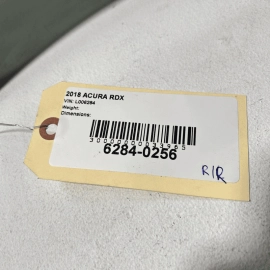 2018 ACURA RDX
VIN: L006284
Weight:
Dimensions:
6284-0256
R/R